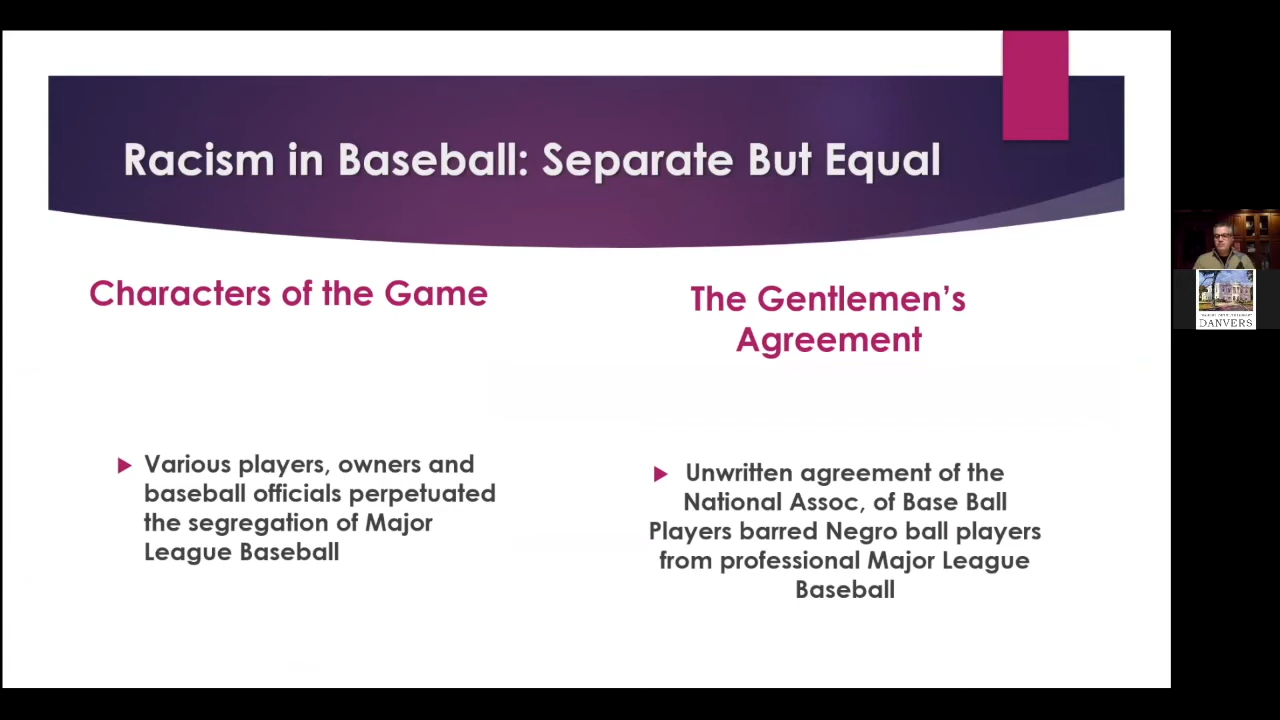 Racism in Baseball: Separate But Equal
Characters of the Game
Various players, owners and
baseball officials perpetuated
the segregation of Major
League Baseball
The Gentlemen’s
Agreement
Unwritten agreement of the
National Assoc, of Base Ball
Players barred Negro ball players
from professional Major League
Baseball
DANVERS